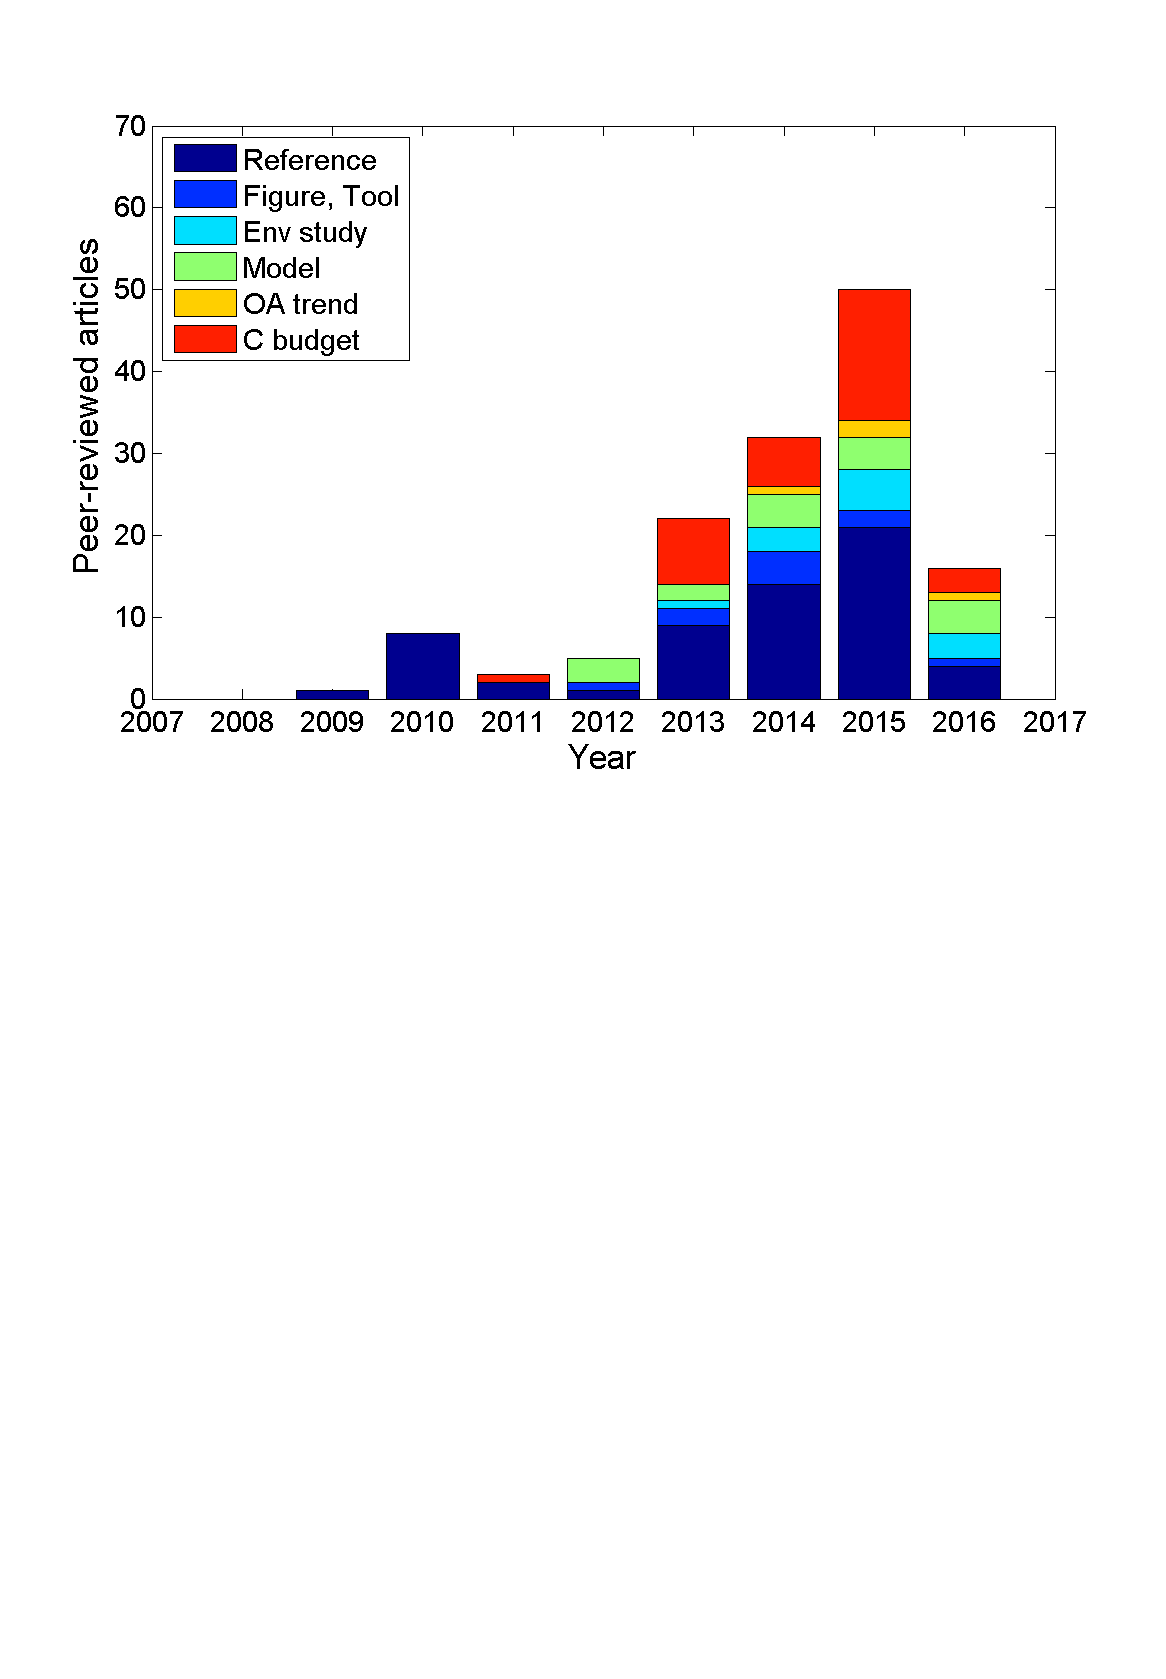 70
60
50
40
30
20
10
0
Peer-reviewed articles
Reference
Figure, Tool
Env study
Model
OA trend
C budget
2007 2008 2009 2010 2011 2012 2013 2014 2015 2016 2017
Year